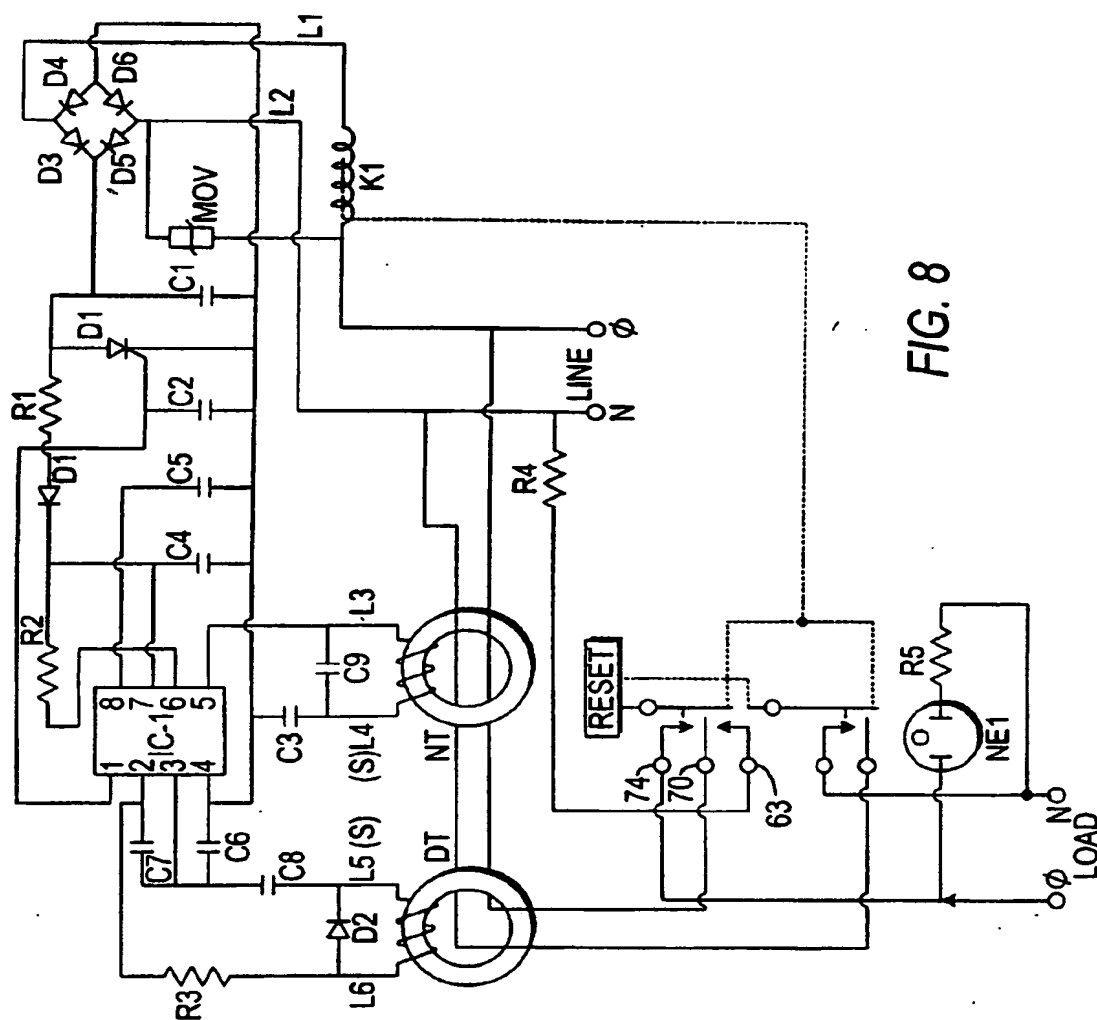 L1
D4
D6
L2
D3
D5
MOV
K1
C1
D1
R1
C2
D1
C5
C4
R2
8
7
6
5
1
2
3
4
IC-1
L3
C9
C3
(S)L4
NT
C7
C6
C8
L5 (S)
DT
D2
R3
L6
LINE
N
Φ
R4
RESET
74
70
63
R5
NE1
N
Φ
LOAD
FIG. 8